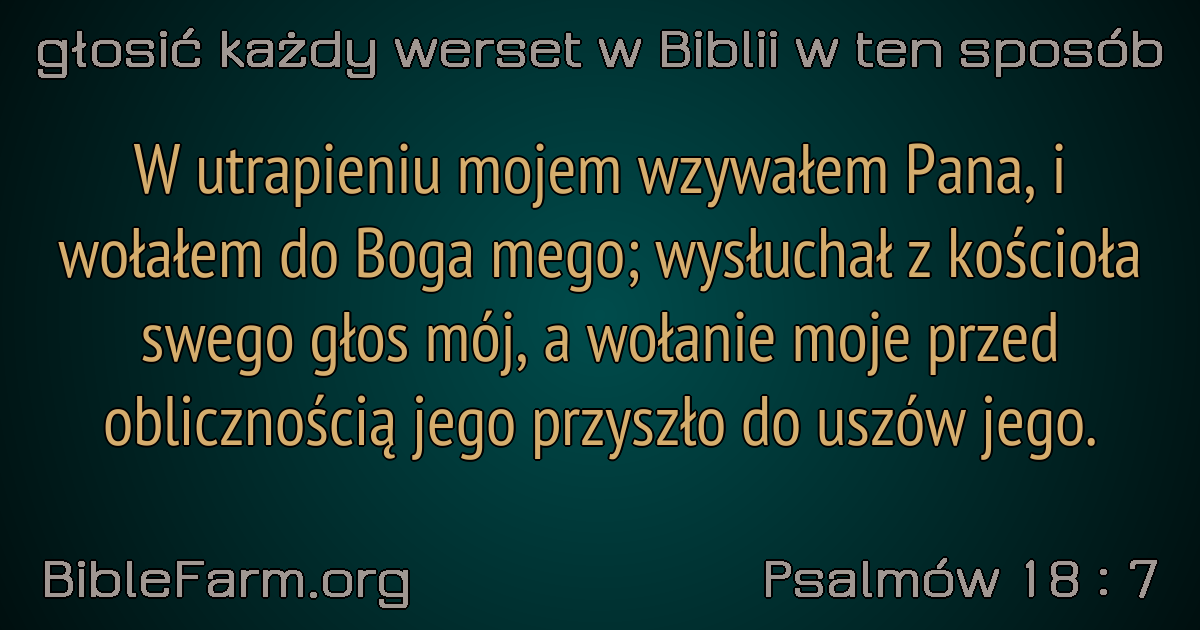 głosić każdy werset w Biblii w ten sposób
W utrapieniu mojem wzywałem Pana, i
wołałem do Boga mego; wysłuchał z kościoła
swego głos mój, a wołanie moje przed
oblicznością jego przyszło do uszów jego.
BibleFarm.org
Psalmów 18 : 7